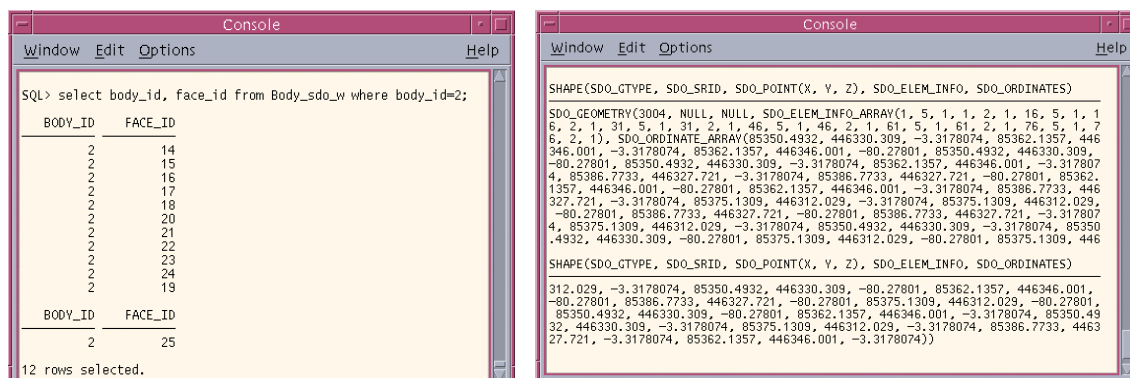 Console
Window Edit Options Help
SQL> select body_id, face_id from Body_sdo_w where body_id=2;
BODY_ID FACE_ID
2 14
2 15
2 16
2 17
2 18
2 20
2 21
2 22
2 23
2 24
2 19
BODY_ID FACE_ID
2 25
12 rows selected.
Console
Window Edit Options Help
SHAPE(SDO_GTYPE, SDO_SRID, SDO_POINT(X, Y, Z), SDO_ELEM_INFO, SDO_ORDINATES)
SDO_GEOMETRY(3004, NULL, NULL, SDO_ELEM_INFO_ARRAY(1, 5, 1, 1, 2, 1, 16, 5, 1, 1
6, 2, 1, 31, 5, 1, 31, 2, 1, 46, 5, 1, 46, 2, 1, 61, 5, 1, 61, 2, 1, 76, 5, 1, 7
6, 2, 1), SDO_ORDINATE_ARRAY(85350.4932, 446330.309, -3.3178074, 85362.1357, 446
346.001, -3.3178074, 85362.1357, 446346.001, -80.27801, 85350.4932, 446330.309,
-80.27801, 85350.4932, 446330.309, -3.3178074, 85362.1357, 446346.001, -3.317807
4, 85386.7733, 446327.721, -3.3178074, 85386.7733, 446327.721, -80.27801, 85362.
1357, 446346.001, -80.27801, 85362.1357, 446346.001, -3.3178074, 85386.7733, 446
327.721, -3.3178074, 85375.1309, 446312.029, -3.3178074, 85375.1309, 446312.029,
-80.27801, 85386.7733, 446327.721, -80.27801, 85386.7733, 446327.721, -3.317807
4, 85375.1309, 446312.029, -3.3178074, 85350.4932, 446330.309, -3.3178074, 85350
.4932, 446330.309, -80.27801, 85375.1309, 446312.029, -80.27801, 85375.1309, 446
SHAPE(SDO_GTYPE, SDO_SRID, SDO_POINT(X, Y, Z), SDO_ELEM_INFO, SDO_ORDINATES)
312.029, -3.3178074, 85350.4932, 446330.309, -80.27801, 85362.1357, 446346.001,
-80.27801, 85386.7733, 446327.721, -80.27801, 85375.1309, 446312.029, -80.27801,
85350.4932, 446330.309, -80.27801, 85362.1357, 446346.001, -3.3178074, 85350.49
32, 446330.309, -3.3178074, 85375.1309, 446312.029, -3.3178074, 85386.7733, 4463
27.721, -3.3178074, 85362.1357, 446346.001, -3.3178074))